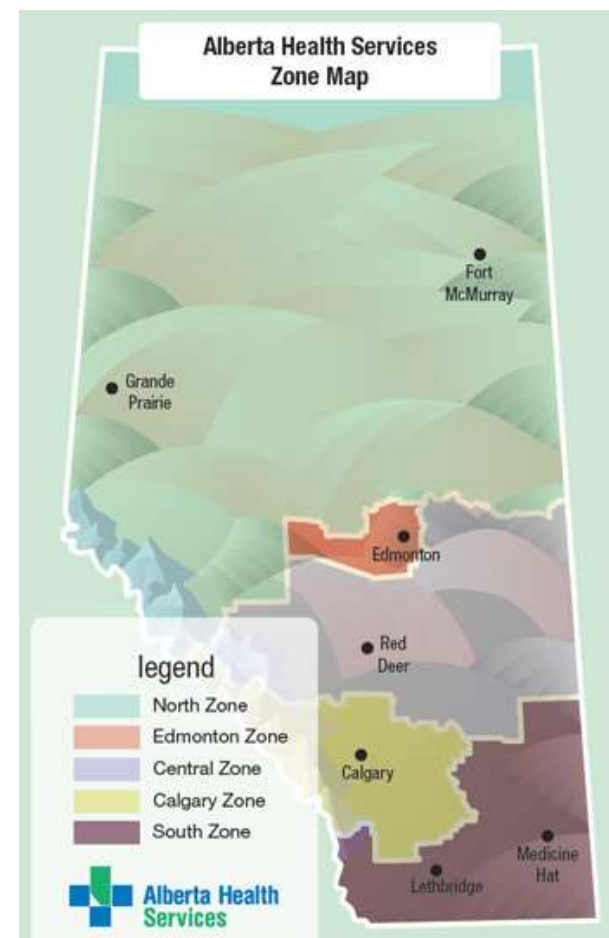 Alberta Health Services
Zone Map
Fort
McMurray
Grande
Prairie
Edmonton
Red
Deer
Calgary
Medicine
Hat
Lethbridge
legend
North Zone
Edmonton Zone
Central Zone
Calgary Zone
South Zone
Alberta Health
Services